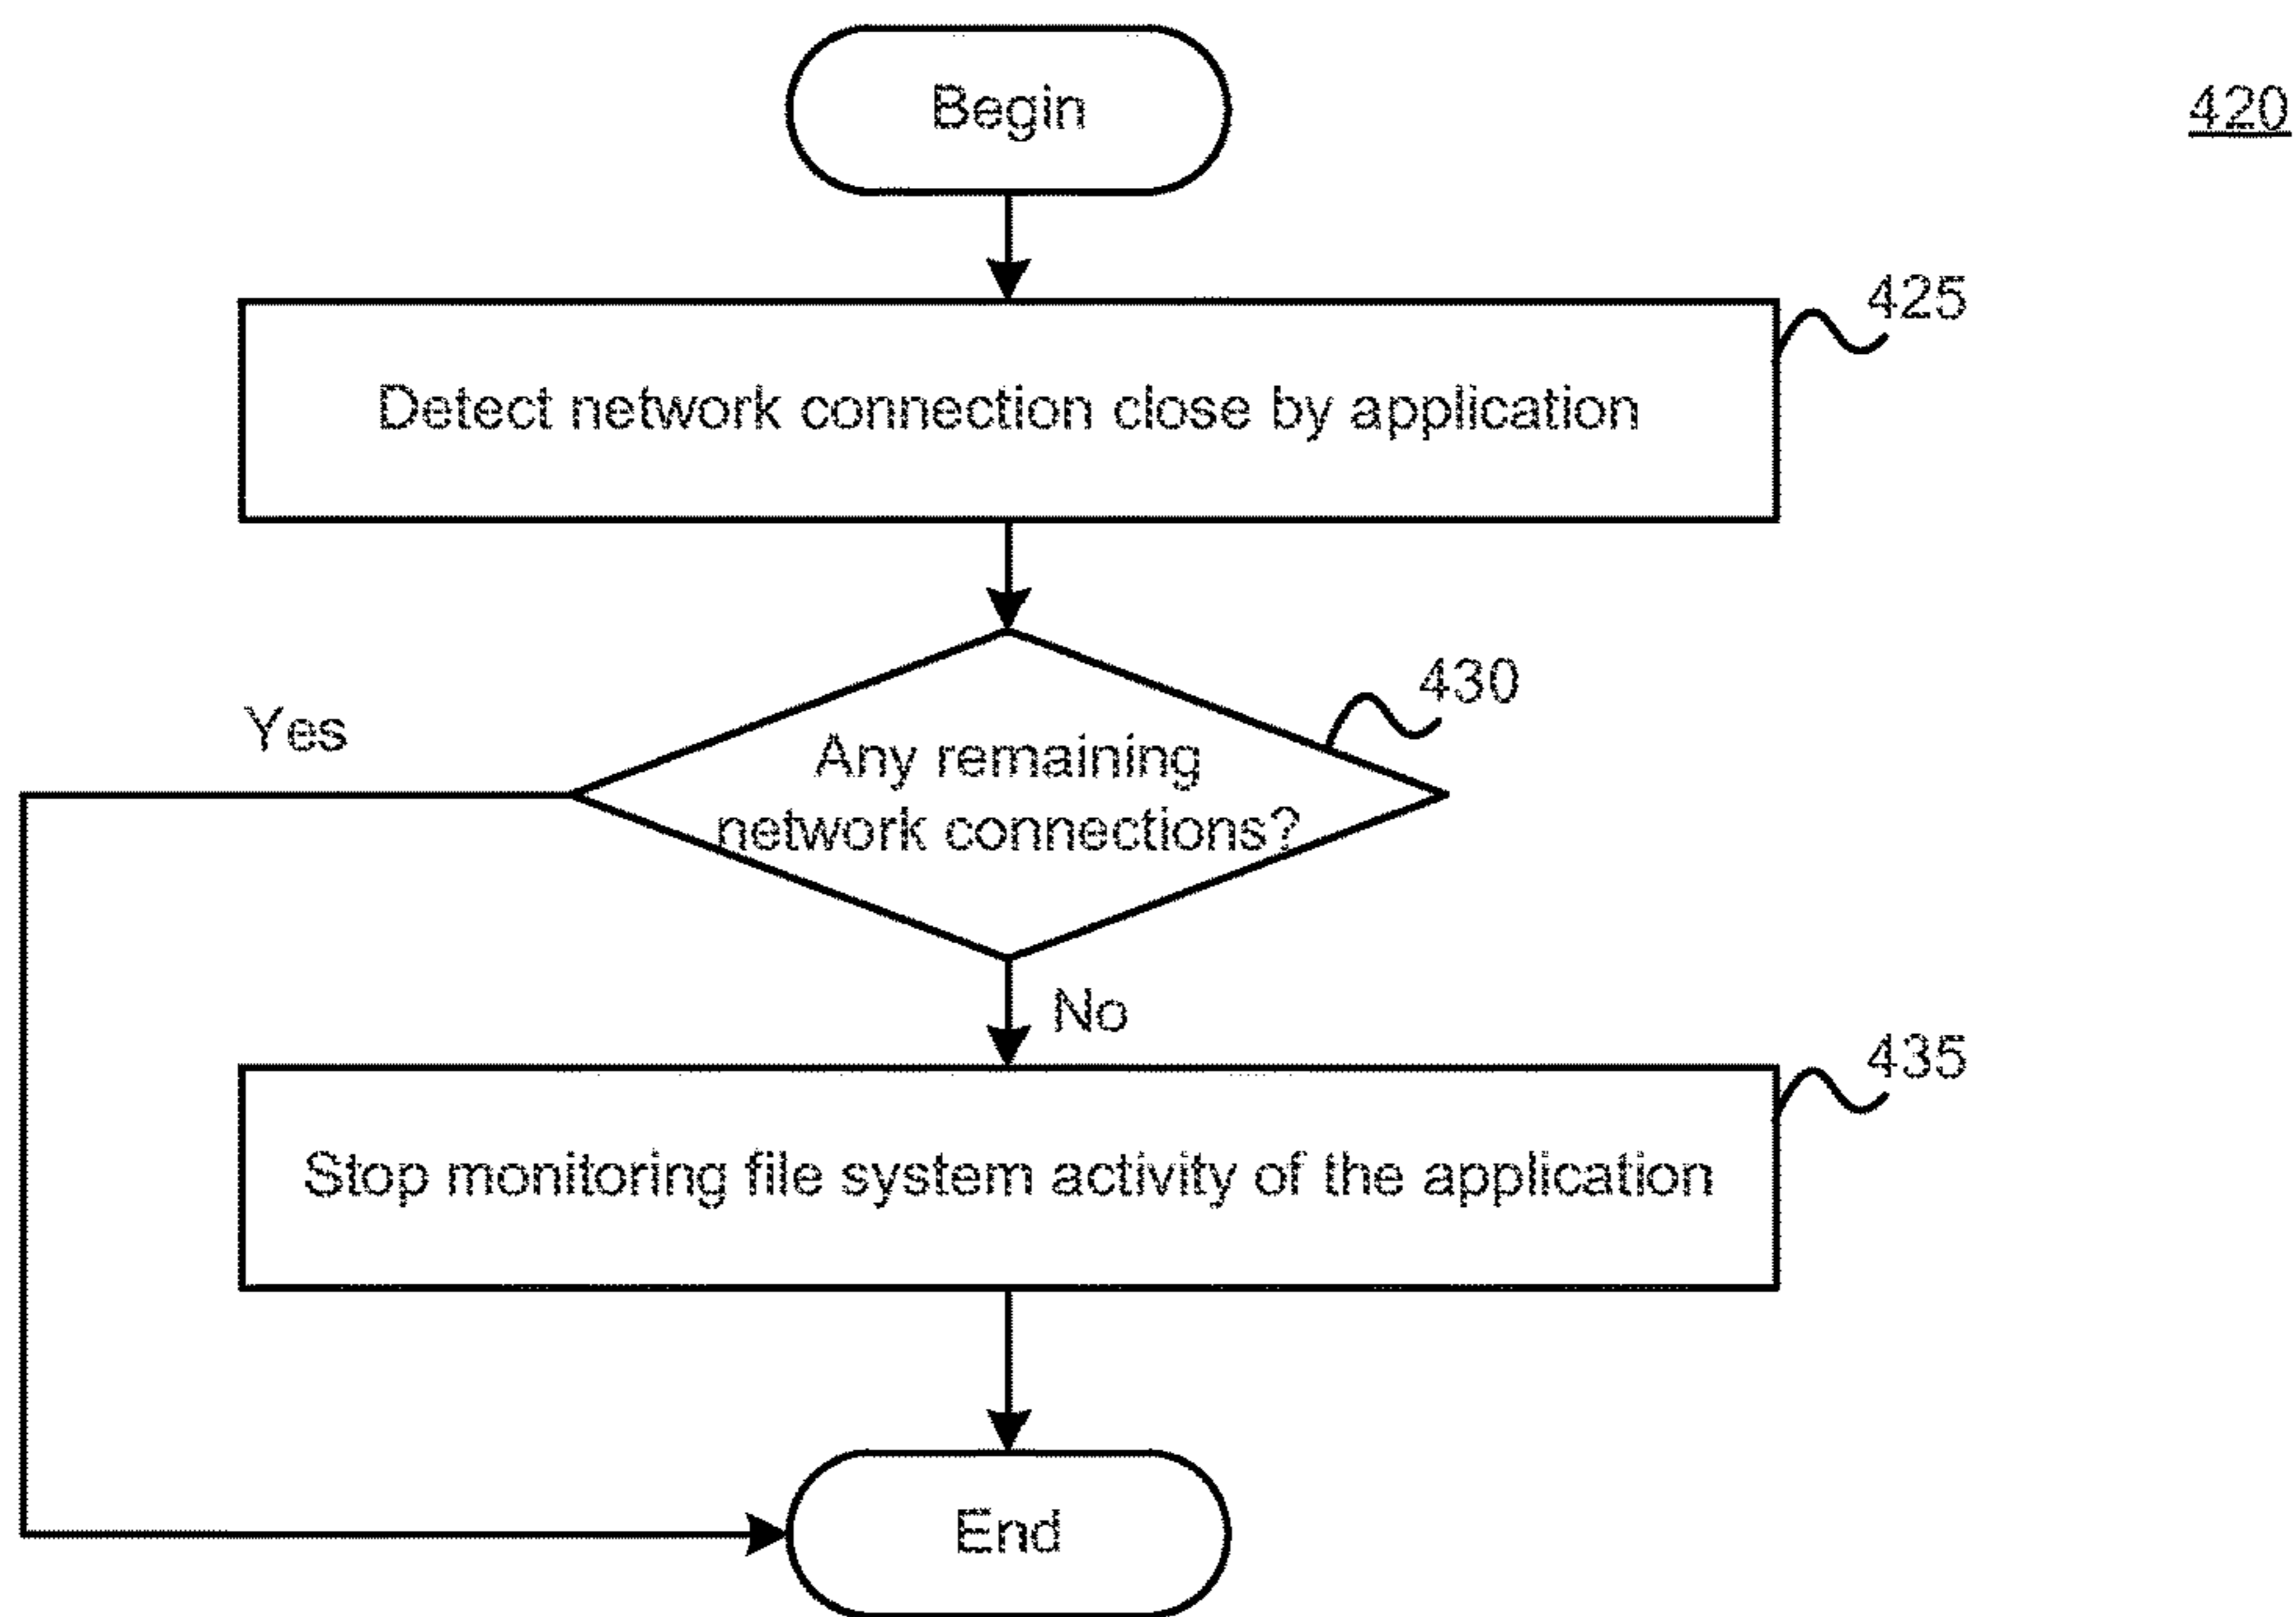 Begin
420
425
Detect network connection close by application
430
Yes
Any remaining
network connections?
No
435
Stop monitoring file system activity of the application
End